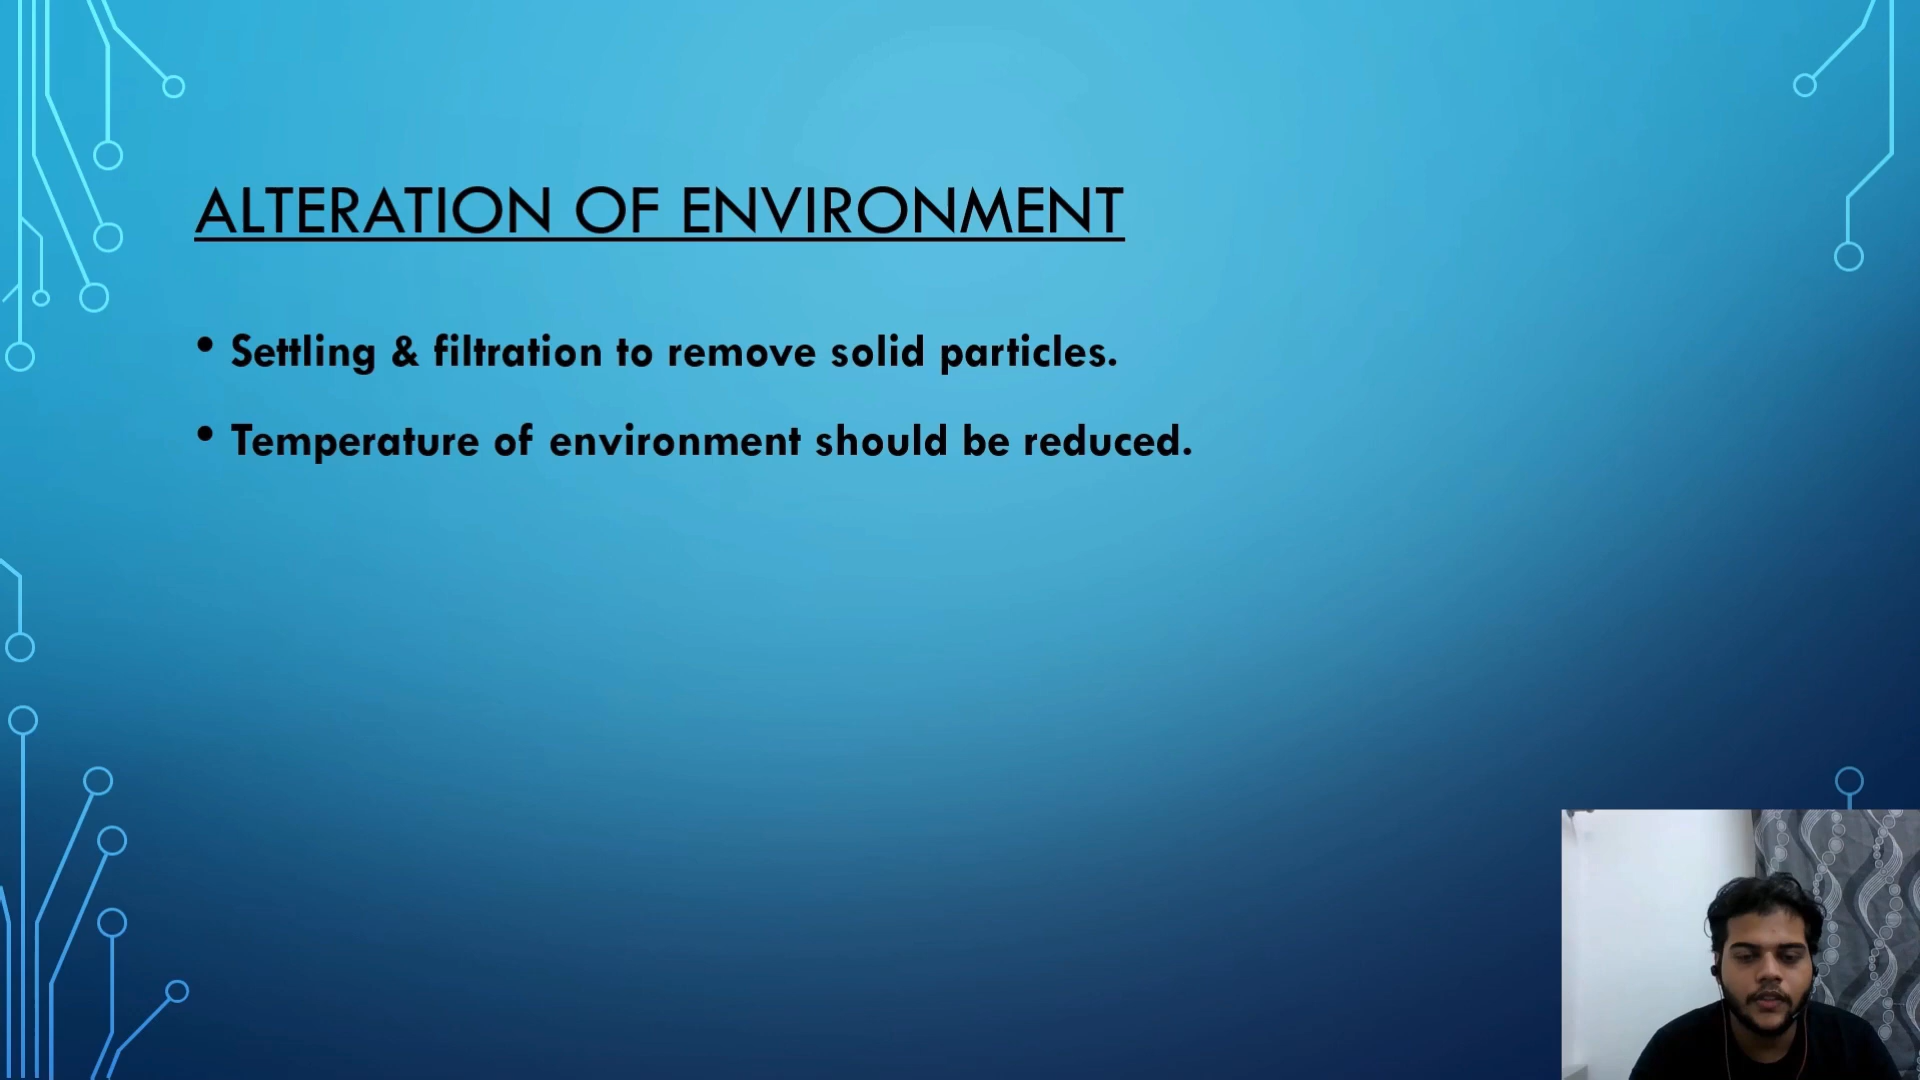 ALTERATION OF ENVIRONMENT
• Settling & filtration to remove solid particles.
• Temperature of environment should be reduced.